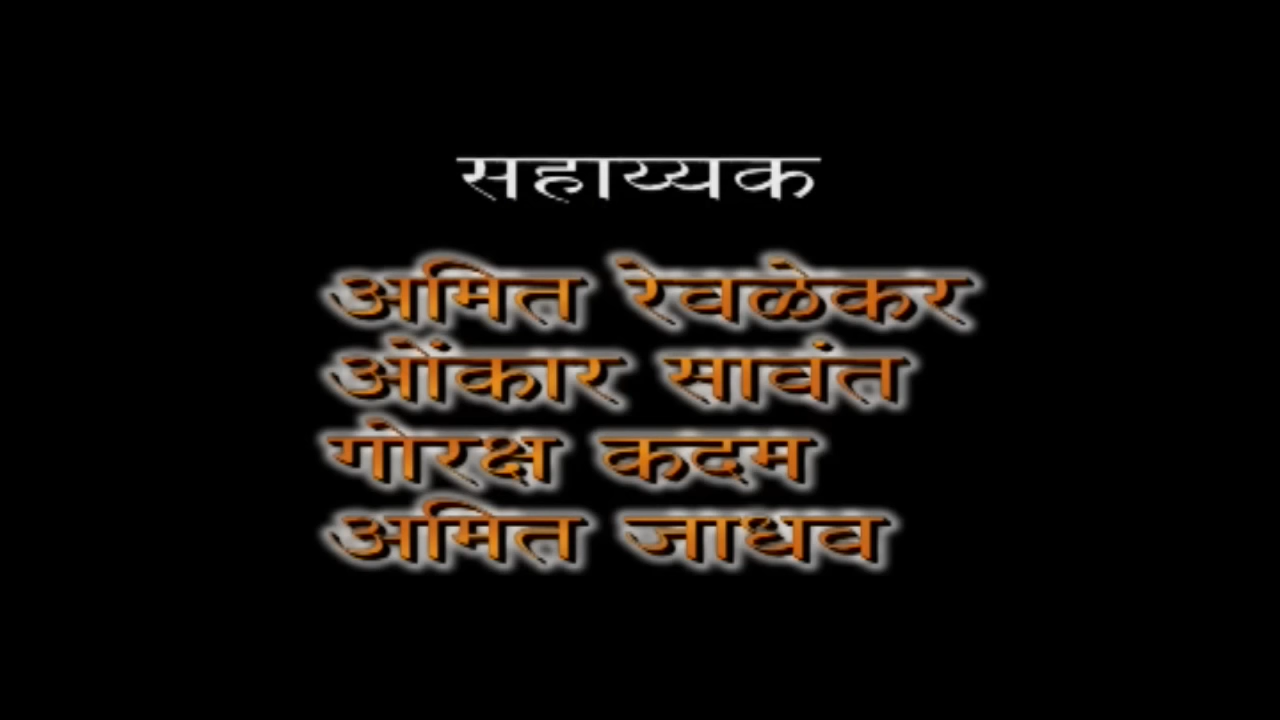 सहाय्यक
अमित रेवळेकर
ओंकार सावंत
गोरक्ष कदम
अमित जाधव